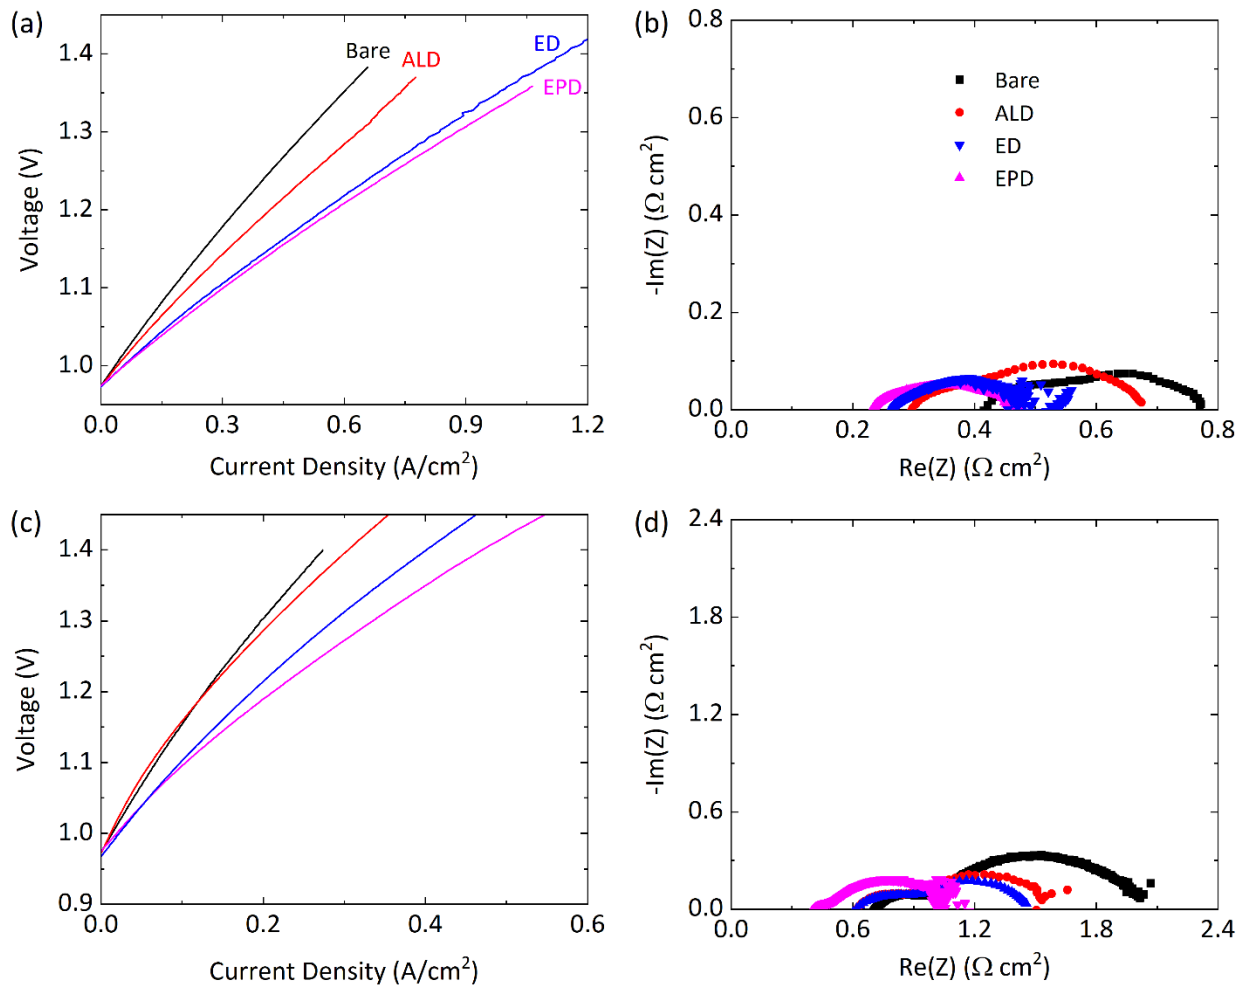 (a)
1.4
1.3
1.2
1.1
1.0
Voltage (V)
Bare
ALD
ED
EPD
0.0 0.3 0.6 0.9 1.2
Current Density (A/cm²)
(b)
0.8
0.6
0.4
0.2
0.0
-Im(Z) (Ω cm²)
Bare
ALD
ED
EPD
0.0 0.2 0.4 0.6 0.8
Re(Z) (Ω cm²)
(c)
1.4
1.3
1.2
1.1
1.0
0.9
Voltage (V)
0.0 0.2 0.4 0.6
Current Density (A/cm²)
(d)
2.4
1.8
1.2
0.6
0.0
-Im(Z) (Ω cm²)
0.0 0.6 1.2 1.8 2.4
Re(Z) (Ω cm²)